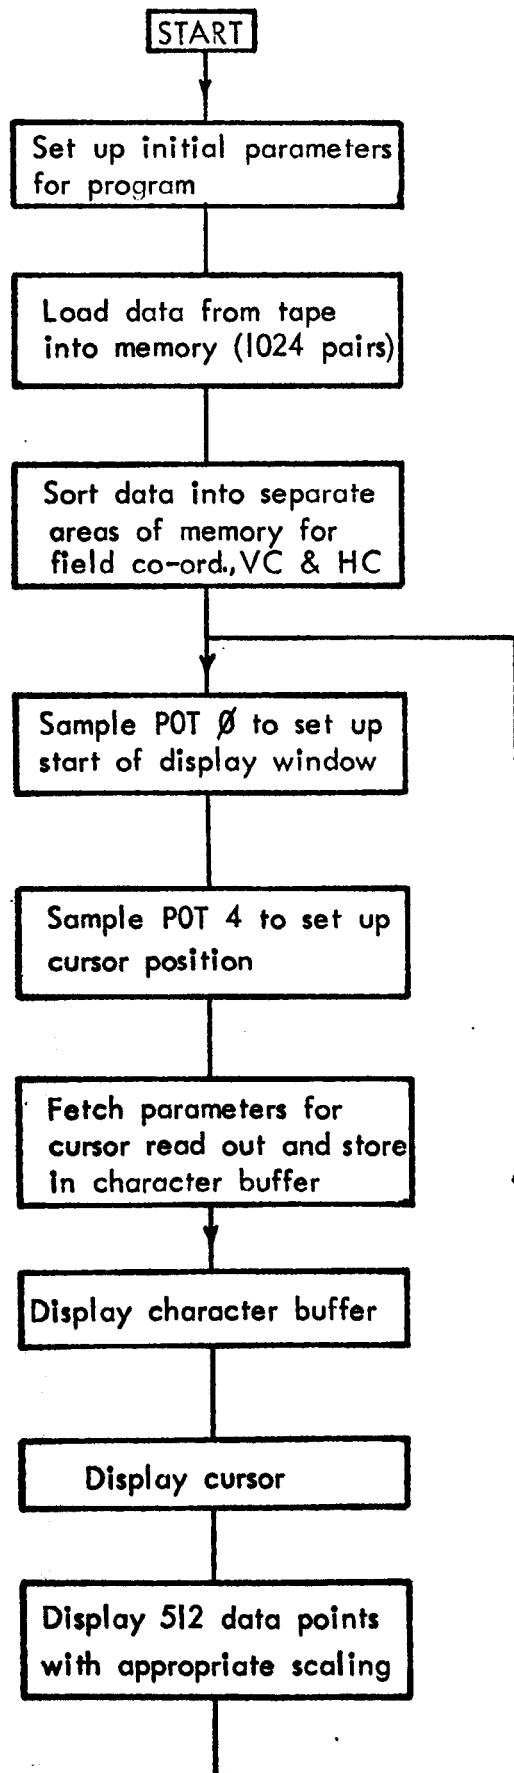 START
Set up initial parameters
for program
Load data from tape
into memory (1024 pairs)
Sort data into separate
areas of memory for
field co-ord., VC & HC
Sample POT Ø to set up
start of display window
Sample POT 4 to set up
cursor position
Fetch parameters for
cursor read out and store
in character buffer
Display character buffer
Display cursor
Display 512 data points
with appropriate scaling